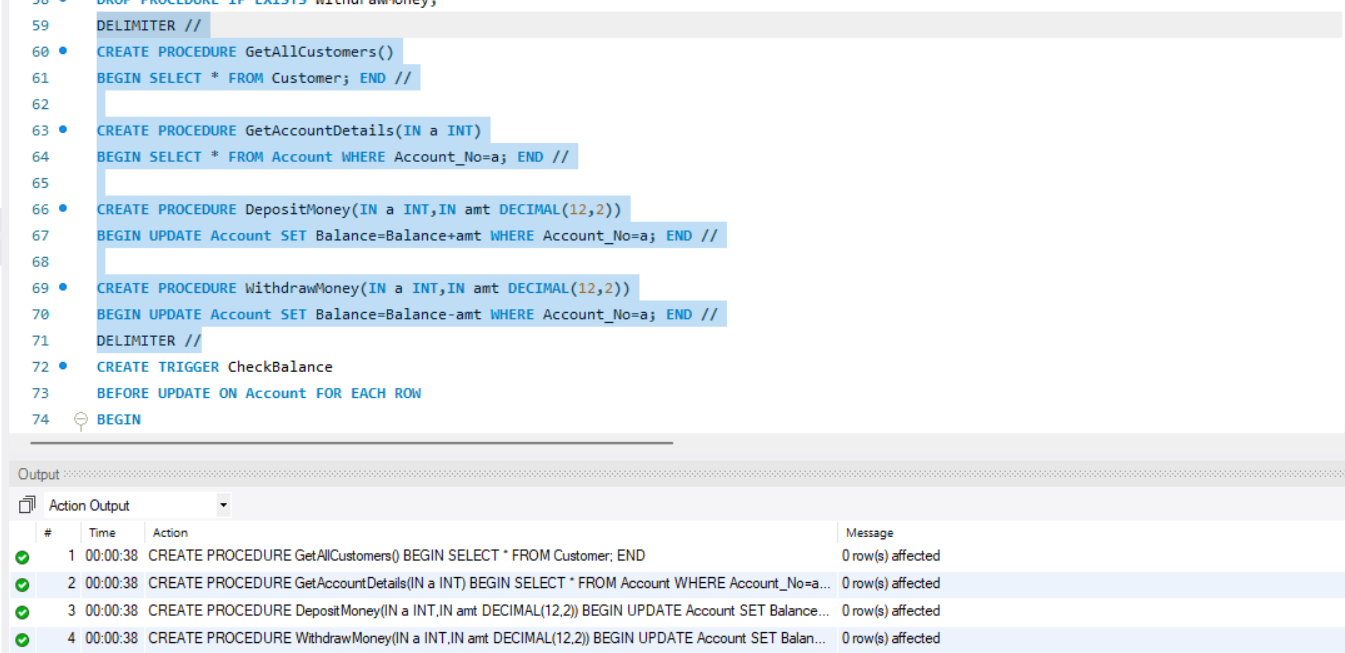 58 DROP PROCEDURE IF EXISTS WithdrawMoney;
59 DELIMITER //
60 CREATE PROCEDURE GetAllCustomers()
61 BEGIN SELECT * FROM Customer; END //
62
63 CREATE PROCEDURE GetAccountDetails(IN a INT)
64 BEGIN SELECT * FROM Account WHERE Account_No=a; END //
65
66 CREATE PROCEDURE DepositMoney(IN a INT,IN amt DECIMAL(12,2))
67 BEGIN UPDATE Account SET Balance=Balance+amt WHERE Account_No=a; END //
68
69 CREATE PROCEDURE WithdrawMoney(IN a INT,IN amt DECIMAL(12,2))
70 BEGIN UPDATE Account SET Balance=Balance-amt WHERE Account_No=a; END //
71 DELIMITER //
72 CREATE TRIGGER CheckBalance
73 BEFORE UPDATE ON Account FOR EACH ROW
74 BEGIN
Output
Action Output
# Time Action Message
1 00:00:38 CREATE PROCEDURE GetAllCustomers() BEGIN SELECT * FROM Customer; END 0 row(s) affected
2 00:00:38 CREATE PROCEDURE GetAccountDetails(IN a INT) BEGIN SELECT * FROM Account WHERE Account_No=a... 0 row(s) affected
3 00:00:38 CREATE PROCEDURE DepositMoney(IN a INT,IN amt DECIMAL(12,2)) BEGIN UPDATE Account SET Balance... 0 row(s) affected
4 00:00:38 CREATE PROCEDURE WithdrawMoney(IN a INT,IN amt DECIMAL(12,2)) BEGIN UPDATE Account SET Balan... 0 row(s) affected